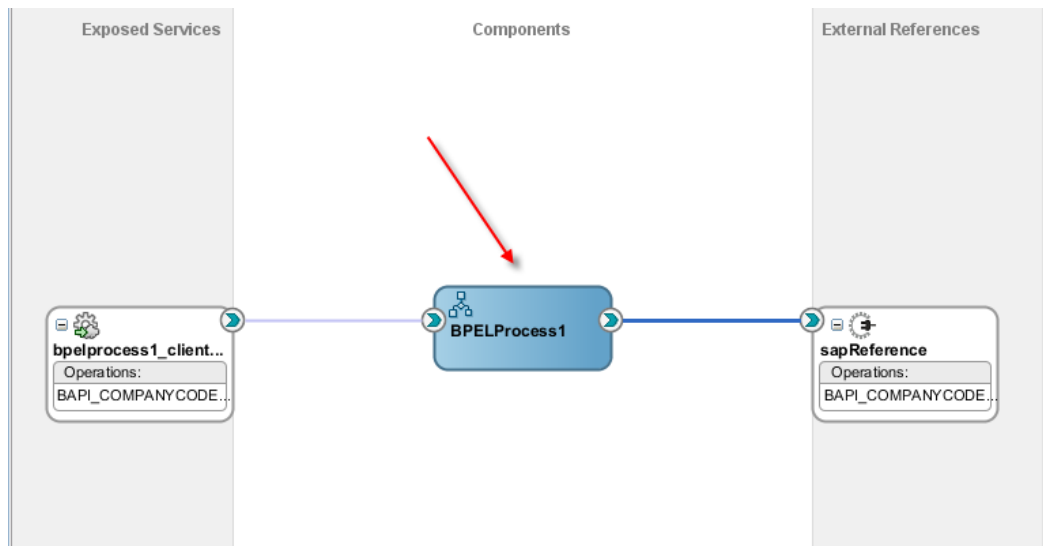 Exposed Services
Components
External References
bpelprocess1_client...
Operations:
BAPI_COMPANYCODE...
BPELProcess1
sapReference
Operations:
BAPI_COMPANYCODE...